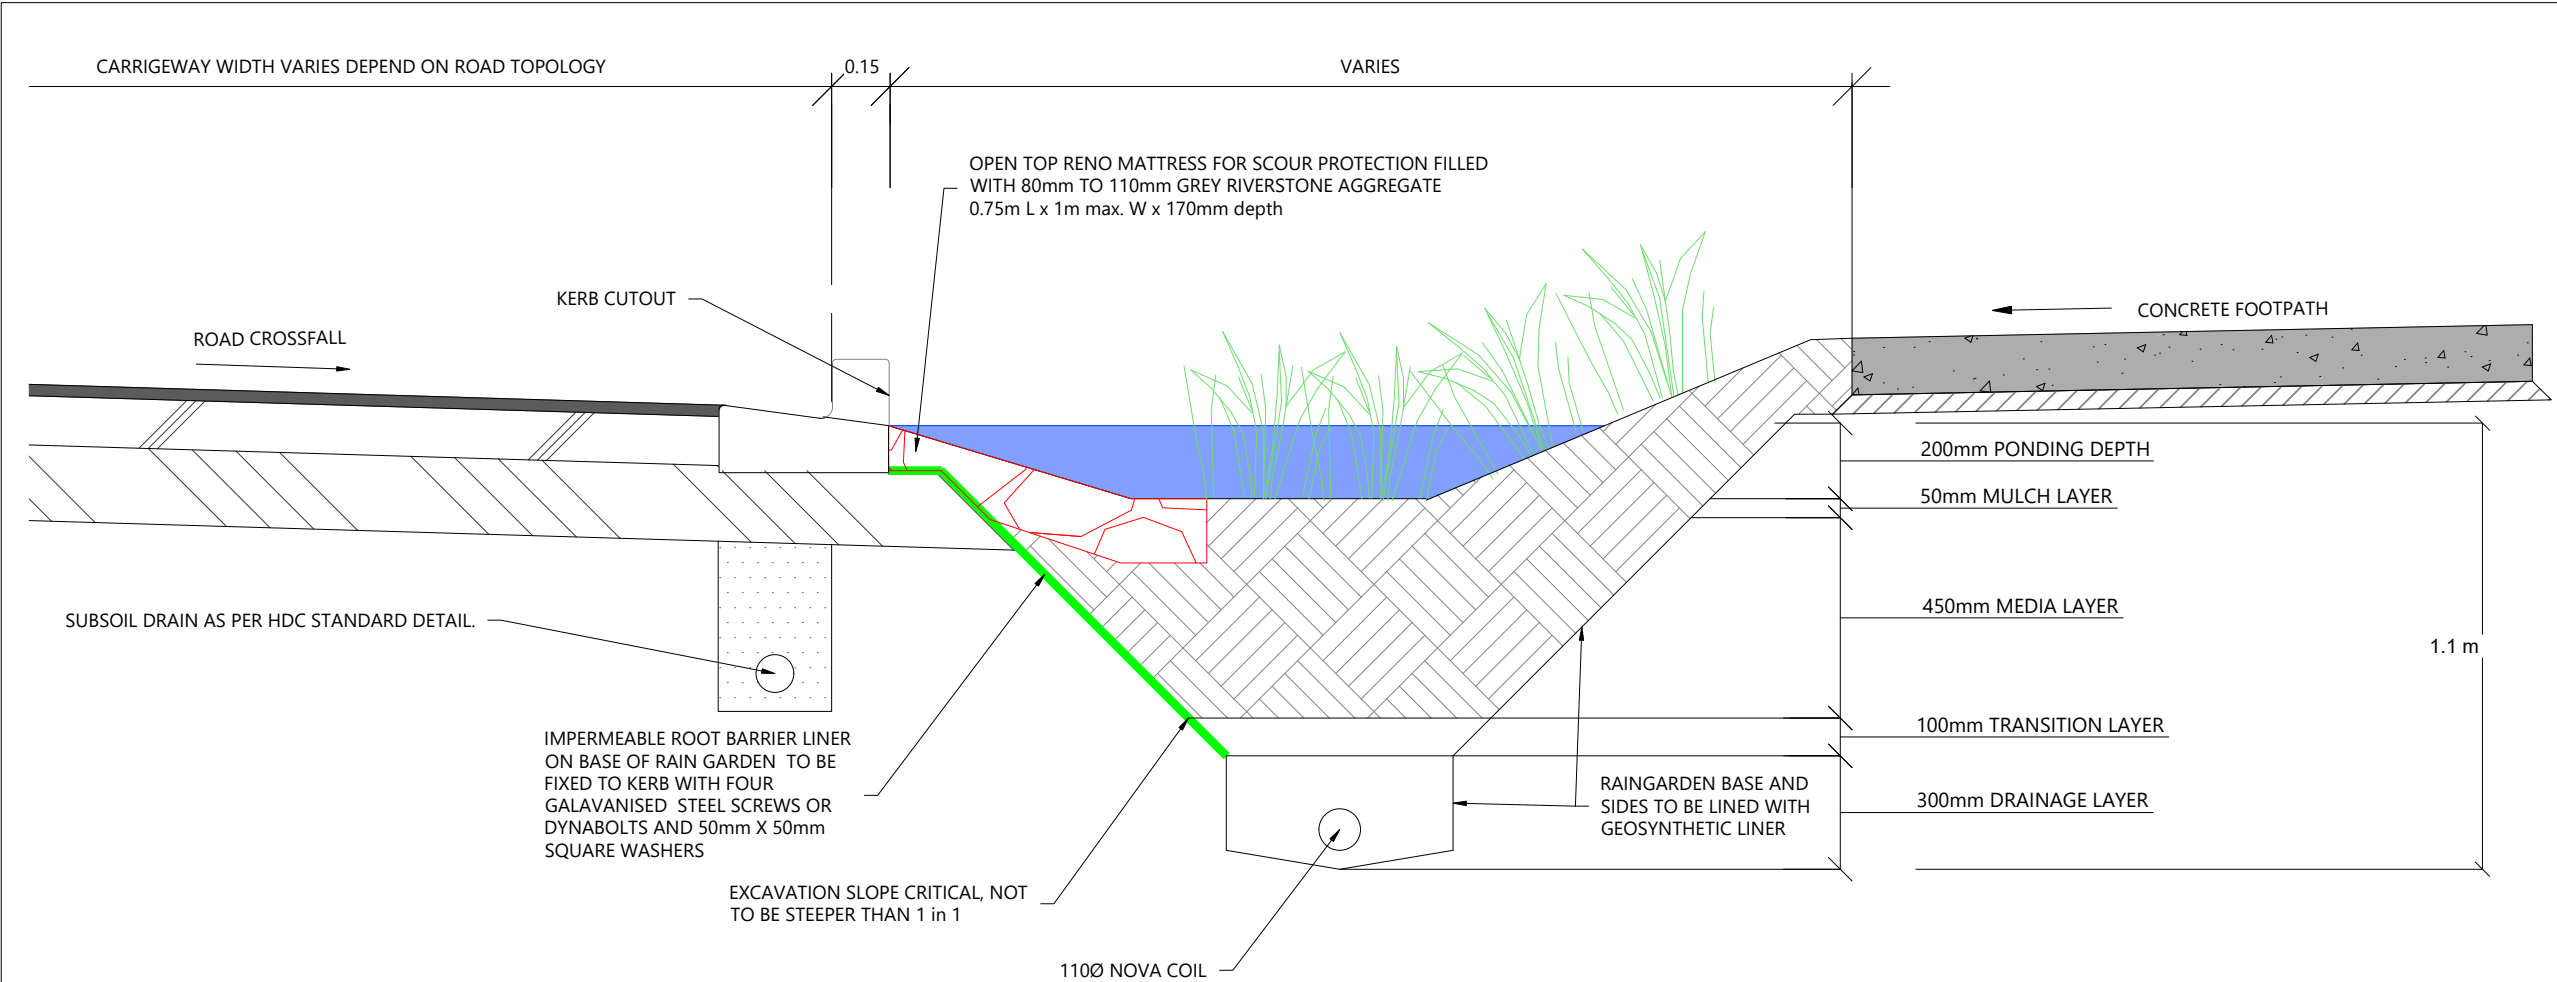 CARRIGEWAY WIDTH VARIES DEPEND ON ROAD TOPOLOGY
0.15
VARIES
OPEN TOP RENO MATTRESS FOR SCOUR PROTECTION FILLED
WITH 80mm TO 110mm GREY RIVERSTONE AGGREGATE
0.75m L x 1m max. W x 170mm depth
KERB CUTOUT
ROAD CROSSFALL
CONCRETE FOOTPATH
200mm PONDING DEPTH
50mm MULCH LAYER
450mm MEDIA LAYER
1.1 m
SUBSOIL DRAIN AS PER HDC STANDARD DETAIL.
100mm TRANSITION LAYER
IMPERMEABLE ROOT BARRIER LINER
ON BASE OF RAIN GARDEN TO BE
FIXED TO KERB WITH FOUR
GALAVANISED STEEL SCREWS OR
DYNABOLTS AND 50mm X 50mm
SQUARE WASHERS
RAINGARDEN BASE AND
SIDES TO BE LINED WITH
GEOSYNTHETIC LINER
300mm DRAINAGE LAYER
EXCAVATION SLOPE CRITICAL, NOT
TO BE STEEPER THAN 1 in 1
110Ø NOVA COIL